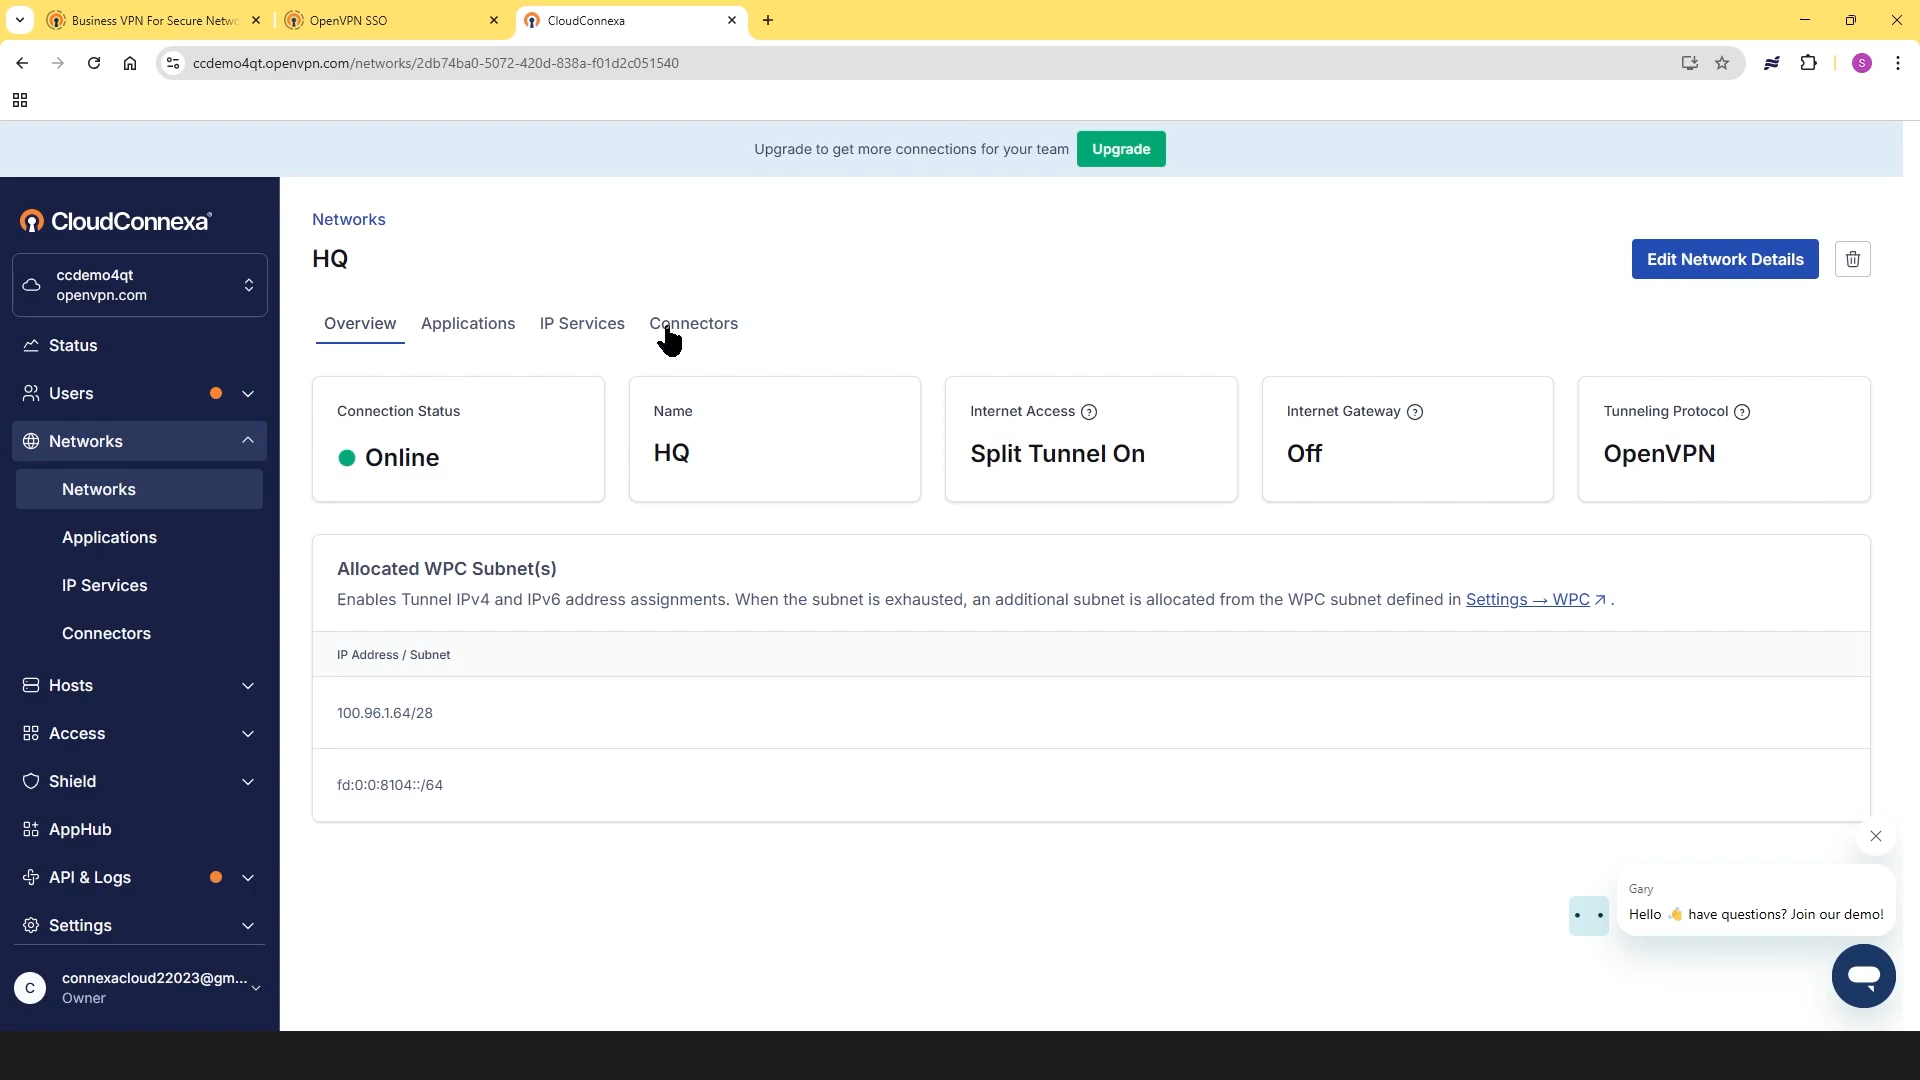 Business VPN For Secure Netwo
OpenVPN SSO
CloudConnexa
ccdemo4qt.openvpn.com/networks/2db74ba0-5072-420d-838a-f01d2c051540
S
Upgrade to get more connections for your team
Upgrade
CloudConnexa®
ccdemo4qt
openvpn.com
Status
Users
Networks
Networks
Applications
IP Services
Connectors
Hosts
Access
Shield
AppHub
API & Logs
Settings
C
connexacloud22023@gm...
Owner
Networks
HQ
Edit Network Details
Overview
Applications
IP Services
Connectors
Connection Status
Online
Name
HQ
Internet Access ?
Split Tunnel On
Internet Gateway ?
Off
Tunneling Protocol ?
OpenVPN
Allocated WPC Subnet(s)
Enables Tunnel IPv4 and IPv6 address assignments. When the subnet is exhausted, an additional subnet is allocated from the WPC subnet defined in Settings → WPC ↗ .
IP Address / Subnet
100.96.1.64/28
fd:0:0:8104::/64
Gary
Hello 👋 have questions? Join our demo!